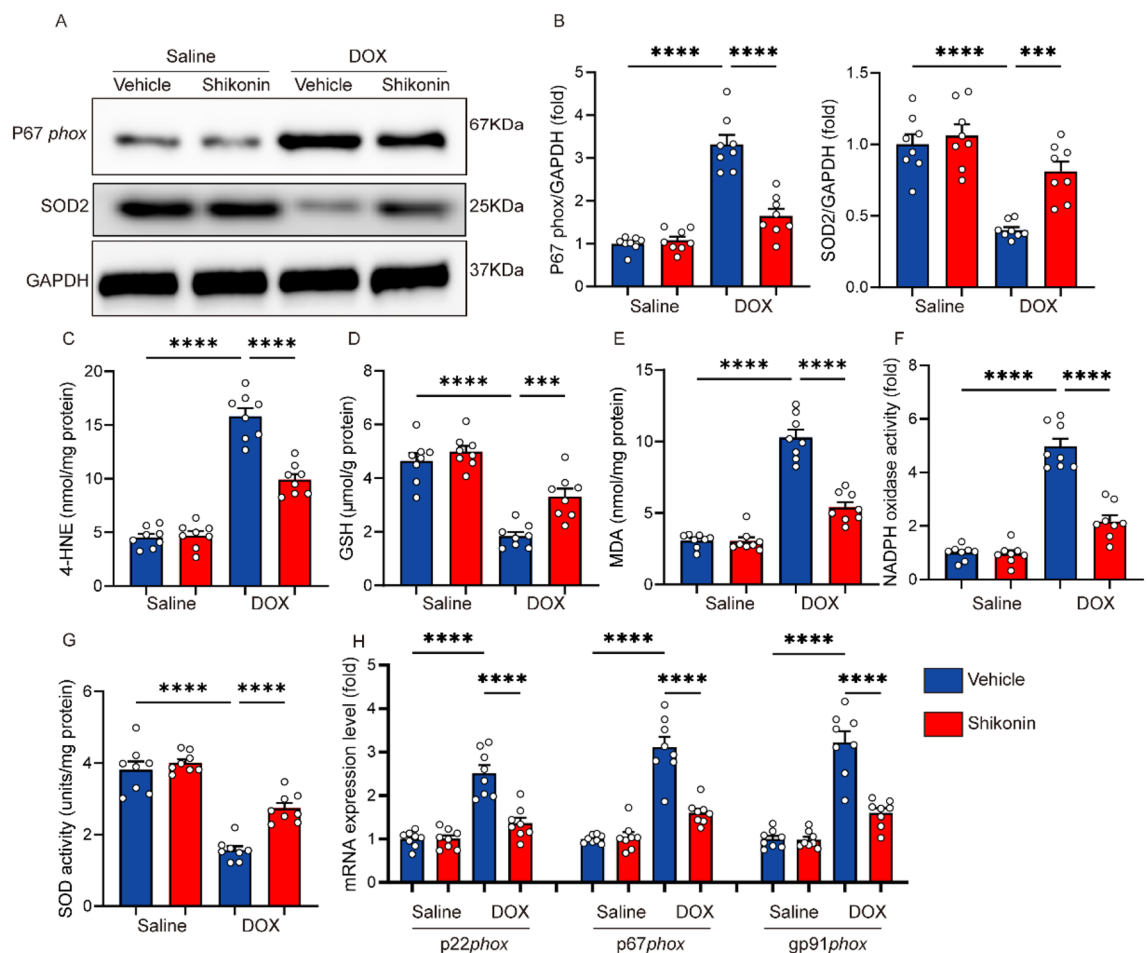 A
Saline
DOX
Vehicle
Shikonin
Vehicle
Shikonin
P67 phox
67KDa
SOD2
25KDa
GAPDH
37KDa
B
P67 phox/GAPDH (fold)
5
4
3
2
1
0
****
****
Saline
DOX
SOD2/GAPDH (fold)
1.5
1.0
0.5
0.0
****
***
Saline
DOX
C
4-HNE (nmol/mg protein)
20
15
10
5
0
****
****
Saline
DOX
D
GSH (μmol/g protein)
8
6
4
2
0
****
***
Saline
DOX
E
MDA (nmol/mg protein)
15
10
5
0
****
****
Saline
DOX
F
NADPH oxidase activity (fold)
8
6
4
2
0
****
****
Saline
DOX
G
SOD activity (units/mg protein)
6
4
2
0
****
****
Saline
DOX
H
mRNA expression level (fold)
5
4
3
2
1
0
****
****
****
****
****
****
Saline
DOX
Saline
DOX
Saline
DOX
p22phox
p67phox
gp91phox
Vehicle
Shikonin